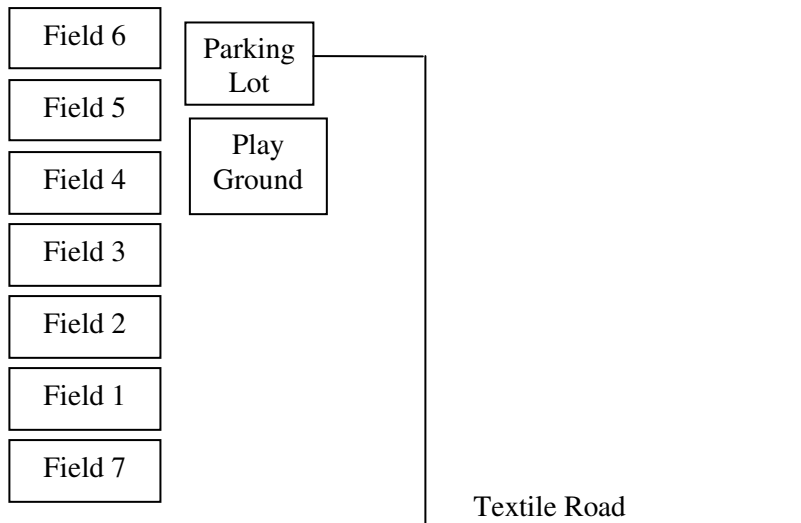 Field 6
Parking
Lot
Field 5
Play
Ground
Field 4
Field 3
Field 2
Field 1
Field 7
Textile Road